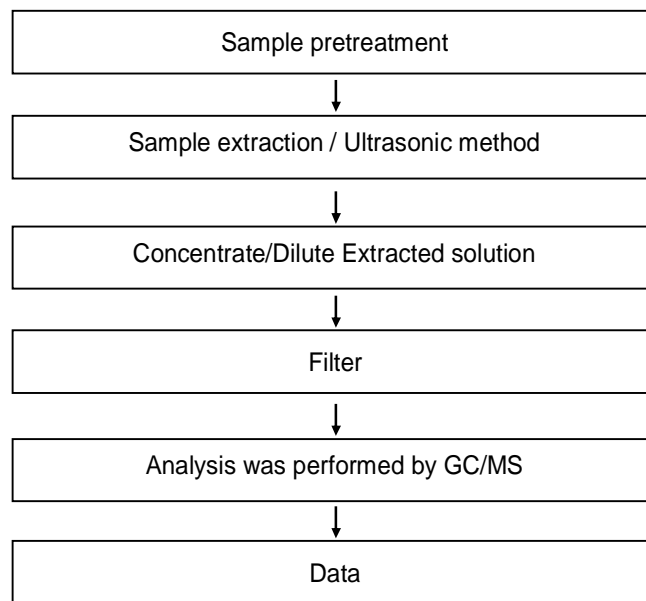 Sample pretreatment
Sample extraction / Ultrasonic method
Concentrate/Dilute Extracted solution
Filter
Analysis was performed by GC/MS
Data